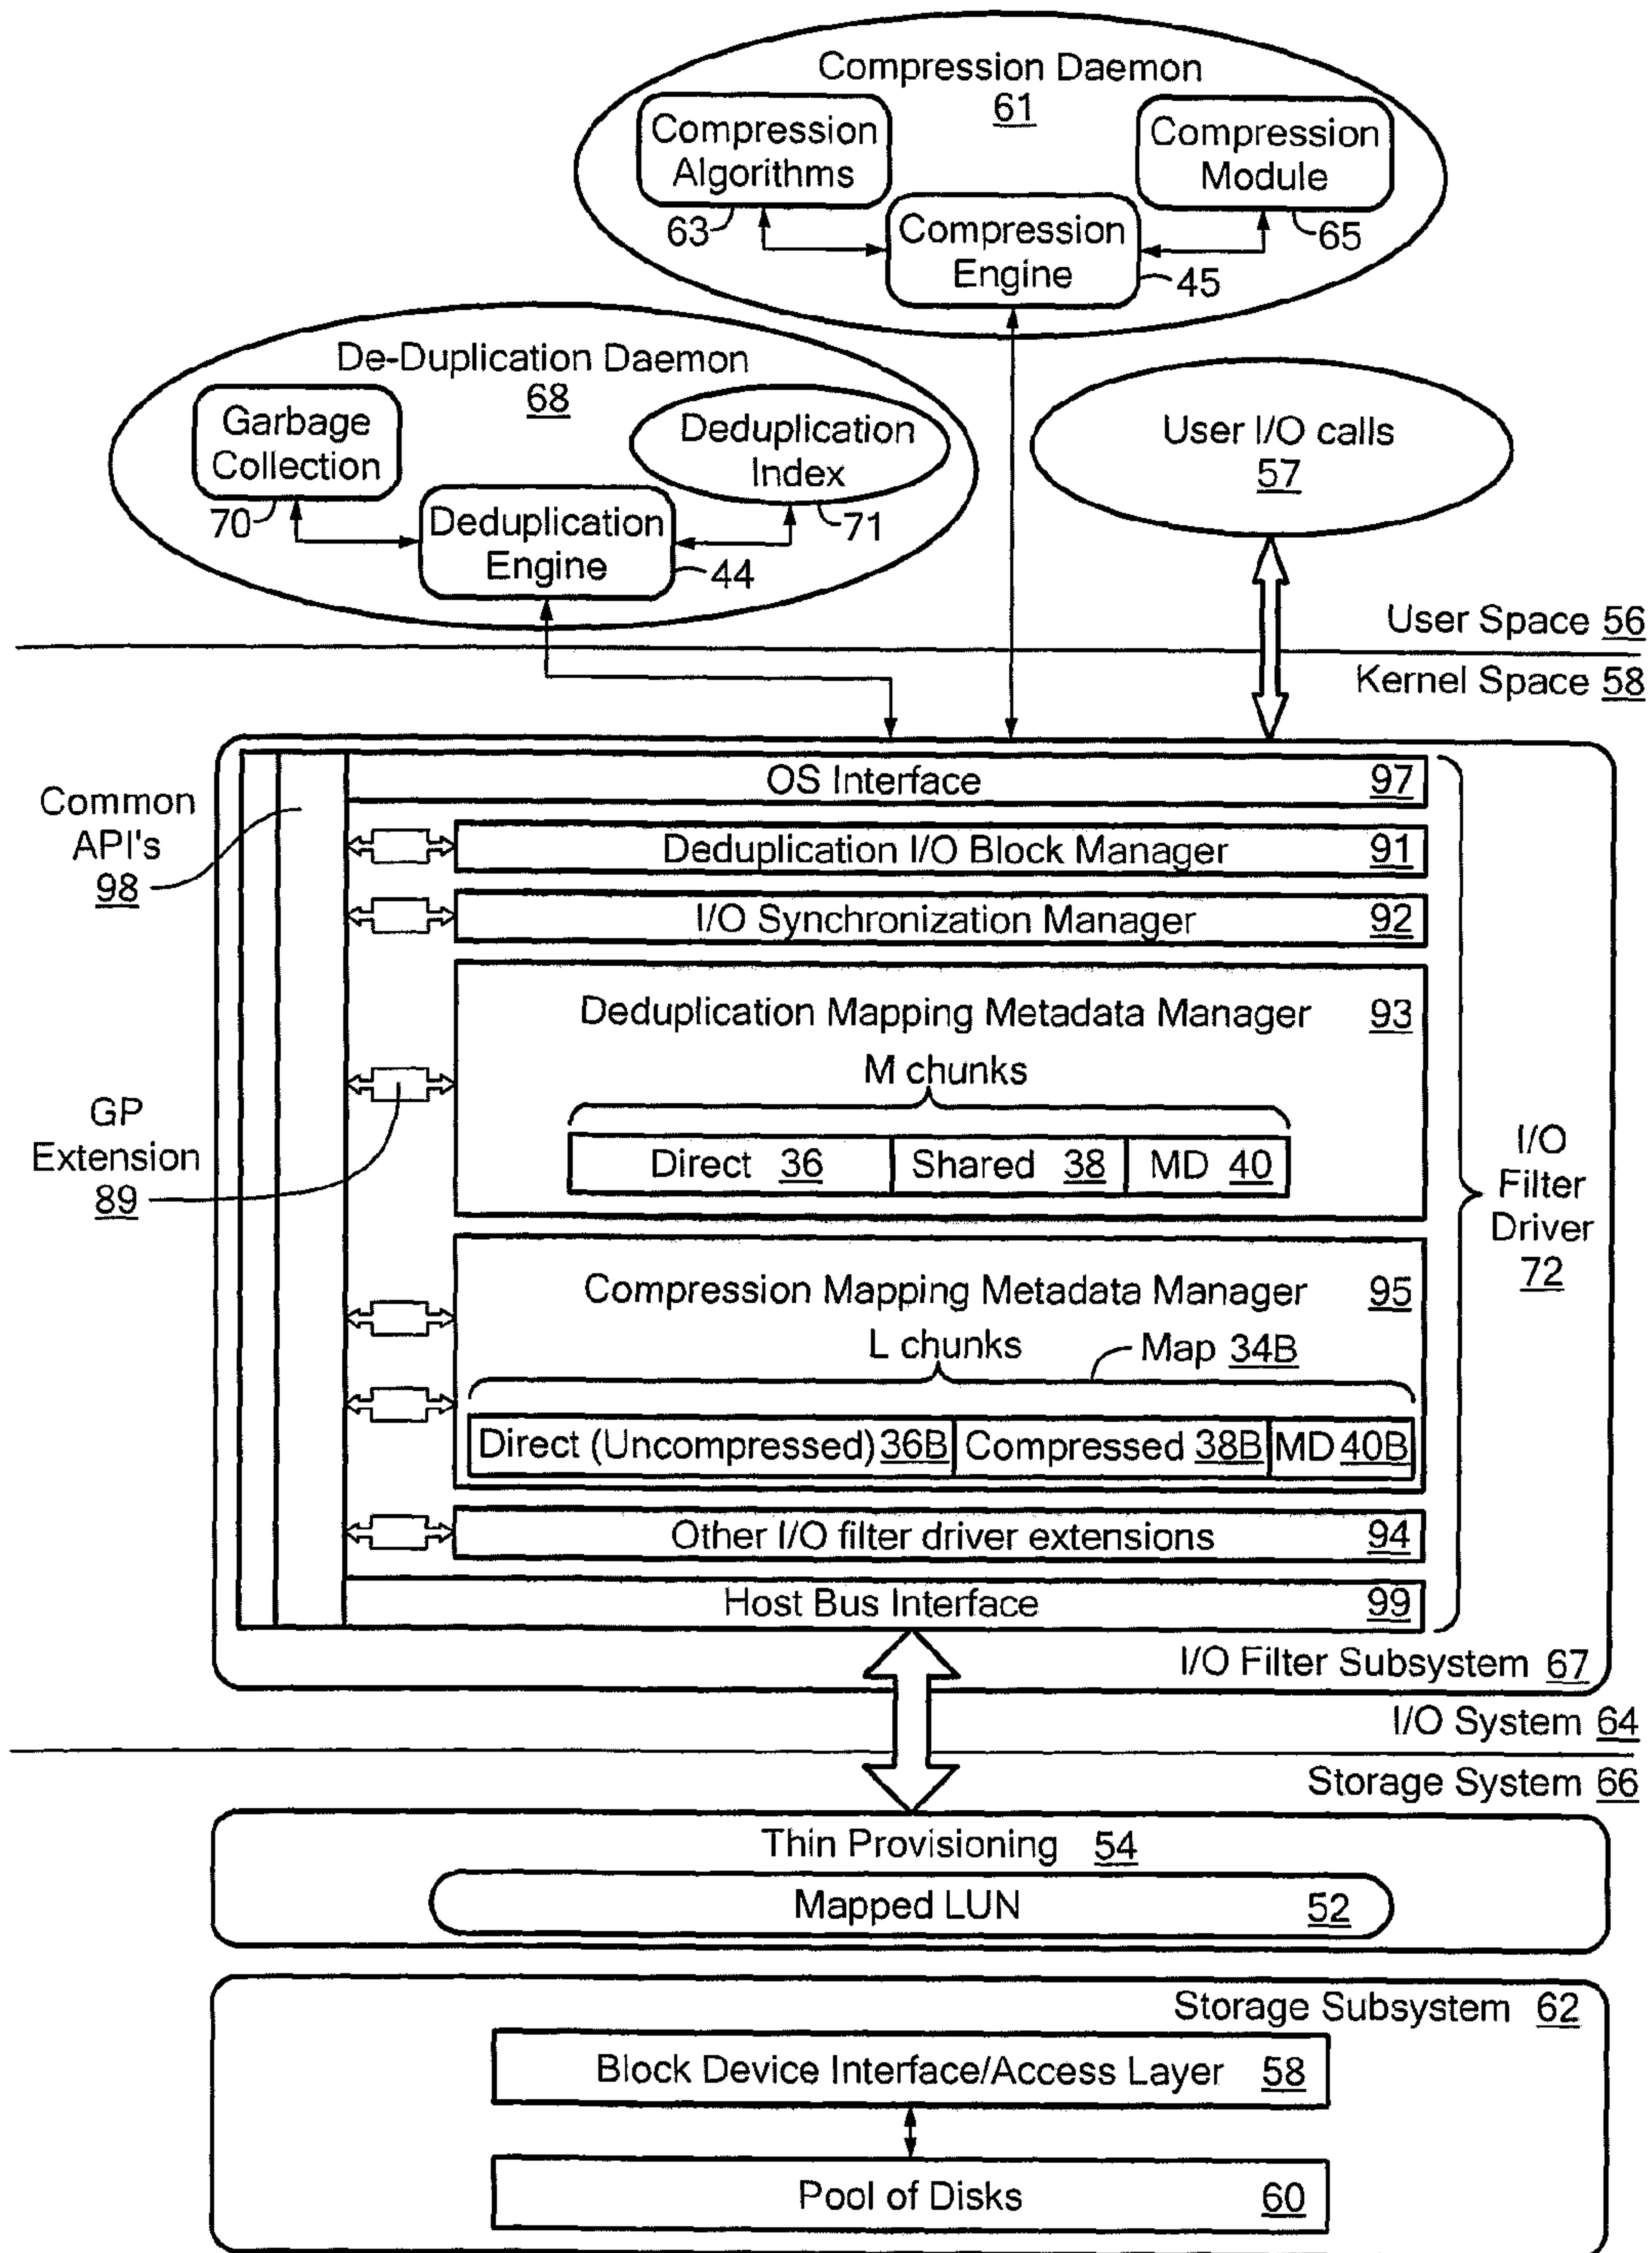 Compression Daemon
61
Compression
Algorithms
63
Compression
Module
65
Compression
Engine
45
De-Duplication Daemon
68
Garbage
Collection
70
Deduplication
Index
71
Deduplication
Engine
44
User I/O calls
57
User Space 56
Kernel Space 58
Common
API's
98
GP
Extension
89
OS Interface 97
Deduplication I/O Block Manager 91
I/O Synchronization Manager 92
Deduplication Mapping Metadata Manager 93
M chunks
Direct 36 Shared 38 MD 40
Compression Mapping Metadata Manager 95
L chunks Map 34B
Direct (Uncompressed) 36B Compressed 38B MD 40B
Other I/O filter driver extensions 94
Host Bus Interface 99
I/O
Filter
Driver
72
I/O Filter Subsystem 67
I/O System 64
Storage System 66
Thin Provisioning 54
Mapped LUN 52
Storage Subsystem 62
Block Device Interface/Access Layer 58
Pool of Disks 60